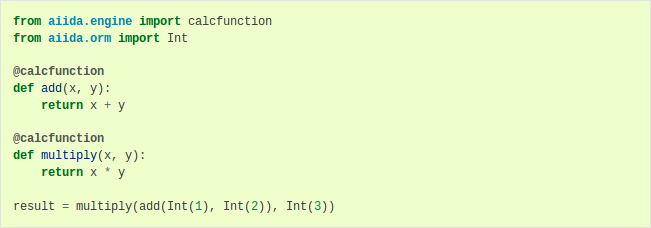 from aiida.engine import calcfunction
from aiida.orm import Int

@calcfunction
def add(x, y):
    return x + y

@calcfunction
def multiply(x, y):
    return x * y

result = multiply(add(Int(1), Int(2)), Int(3))